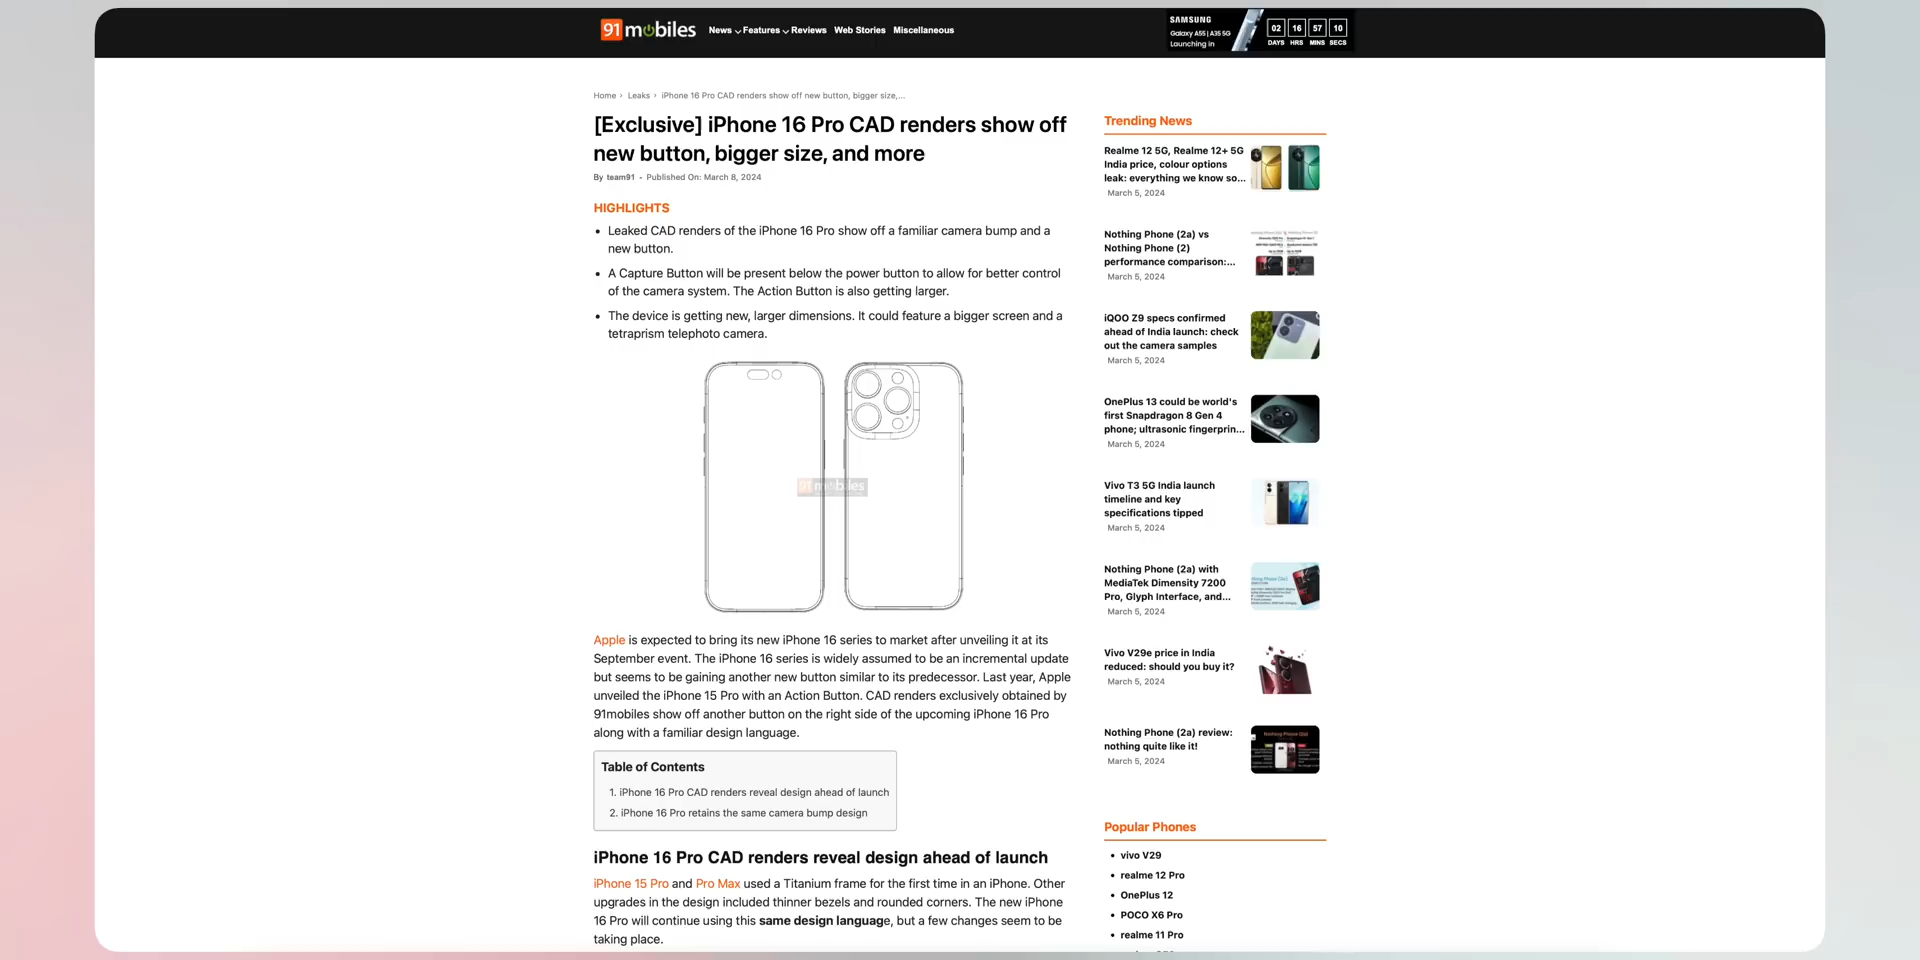 91mobiles
News Features Reviews Web Stories Miscellaneous
SAMSUNG
Galaxy A55 | A35 5G
Launching in
02 16 57 10
DAYS HRS MINS SECS
Home › Leaks › iPhone 16 Pro CAD renders show off new button, bigger size,...
[Exclusive] iPhone 16 Pro CAD renders show off
new button, bigger size, and more
By team91 - Published On: March 8, 2024
HIGHLIGHTS
• Leaked CAD renders of the iPhone 16 Pro show off a familiar camera bump and a
new button.
• A Capture Button will be present below the power button to allow for better control
of the camera system. The Action Button is also getting larger.
• The device is getting new, larger dimensions. It could feature a bigger screen and a
tetraprism telephoto camera.
91mobiles
Apple is expected to bring its new iPhone 16 series to market after unveiling it at its
September event. The iPhone 16 series is widely assumed to be an incremental update
but seems to be gaining another new button similar to its predecessor. Last year, Apple
unveiled the iPhone 15 Pro with an Action Button. CAD renders exclusively obtained by
91mobiles show off another button on the right side of the upcoming iPhone 16 Pro
along with a familiar design language.
Table of Contents
1. iPhone 16 Pro CAD renders reveal design ahead of launch
2. iPhone 16 Pro retains the same camera bump design
iPhone 16 Pro CAD renders reveal design ahead of launch
iPhone 15 Pro and Pro Max used a Titanium frame for the first time in an iPhone. Other
upgrades in the design included thinner bezels and rounded corners. The new iPhone
16 Pro will continue using this same design language, but a few changes seem to be
taking place.
Trending News
Realme 12 5G, Realme 12+ 5G
India price, colour options
leak: everything we know so...
March 5, 2024
Nothing Phone (2a) vs
Nothing Phone (2)
performance comparison:...
March 5, 2024
iQOO Z9 specs confirmed
ahead of India launch: check
out the camera samples
March 5, 2024
OnePlus 13 could be world's
first Snapdragon 8 Gen 4
phone; ultrasonic fingerprin...
March 5, 2024
Vivo T3 5G India launch
timeline and key
specifications tipped
March 5, 2024
Nothing Phone (2a) with
MediaTek Dimensity 7200
Pro, Glyph Interface, and...
March 5, 2024
Vivo V29e price in India
reduced: should you buy it?
March 5, 2024
Nothing Phone (2a) review:
nothing quite like it!
March 5, 2024
Popular Phones
• vivo V29
• realme 12 Pro
• OnePlus 12
• POCO X6 Pro
• realme 11 Pro